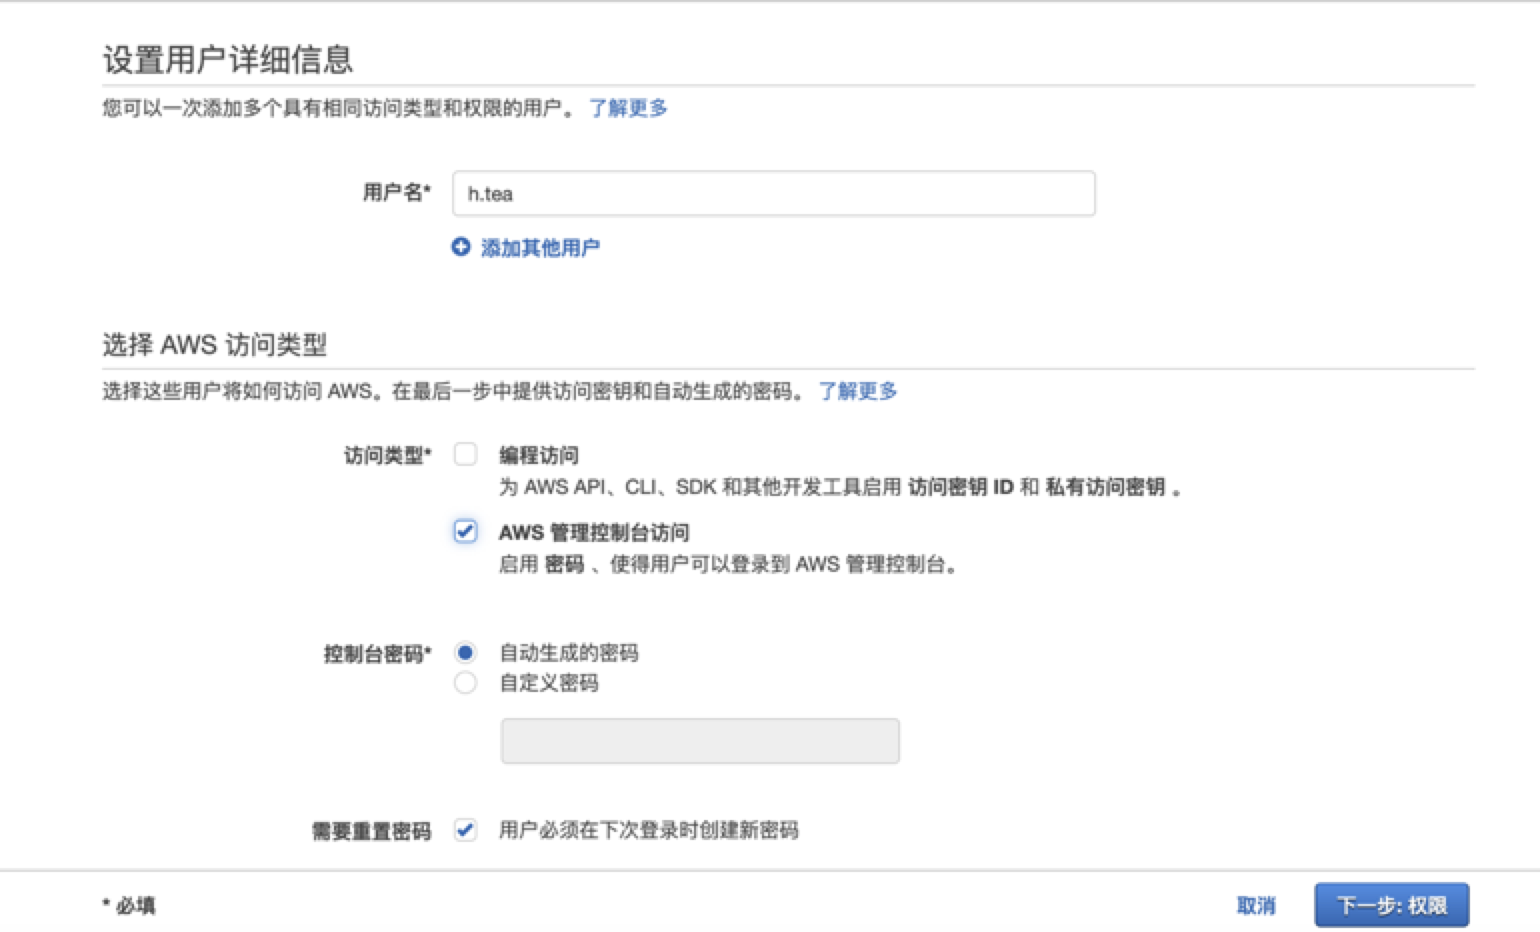 设置用户详细信息
您可以一次添加多个具有相同访问类型和权限的用户。 了解更多
用户名* h.tea
添加其他用户
选择 AWS 访问类型
选择这些用户将如何访问 AWS。在最后一步中提供访问密钥和自动生成的密码。 了解更多
访问类型* 编程访问
为 AWS API、CLI、SDK 和其他开发工具启用 访问密钥 ID 和 私有访问密钥 。
AWS 管理控制台访问
启用 密码 、使得用户可以登录到 AWS 管理控制台。
控制台密码* 自动生成的密码
自定义密码
需要重置密码 用户必须在下次登录时创建新密码
* 必填 取消 下一步: 权限